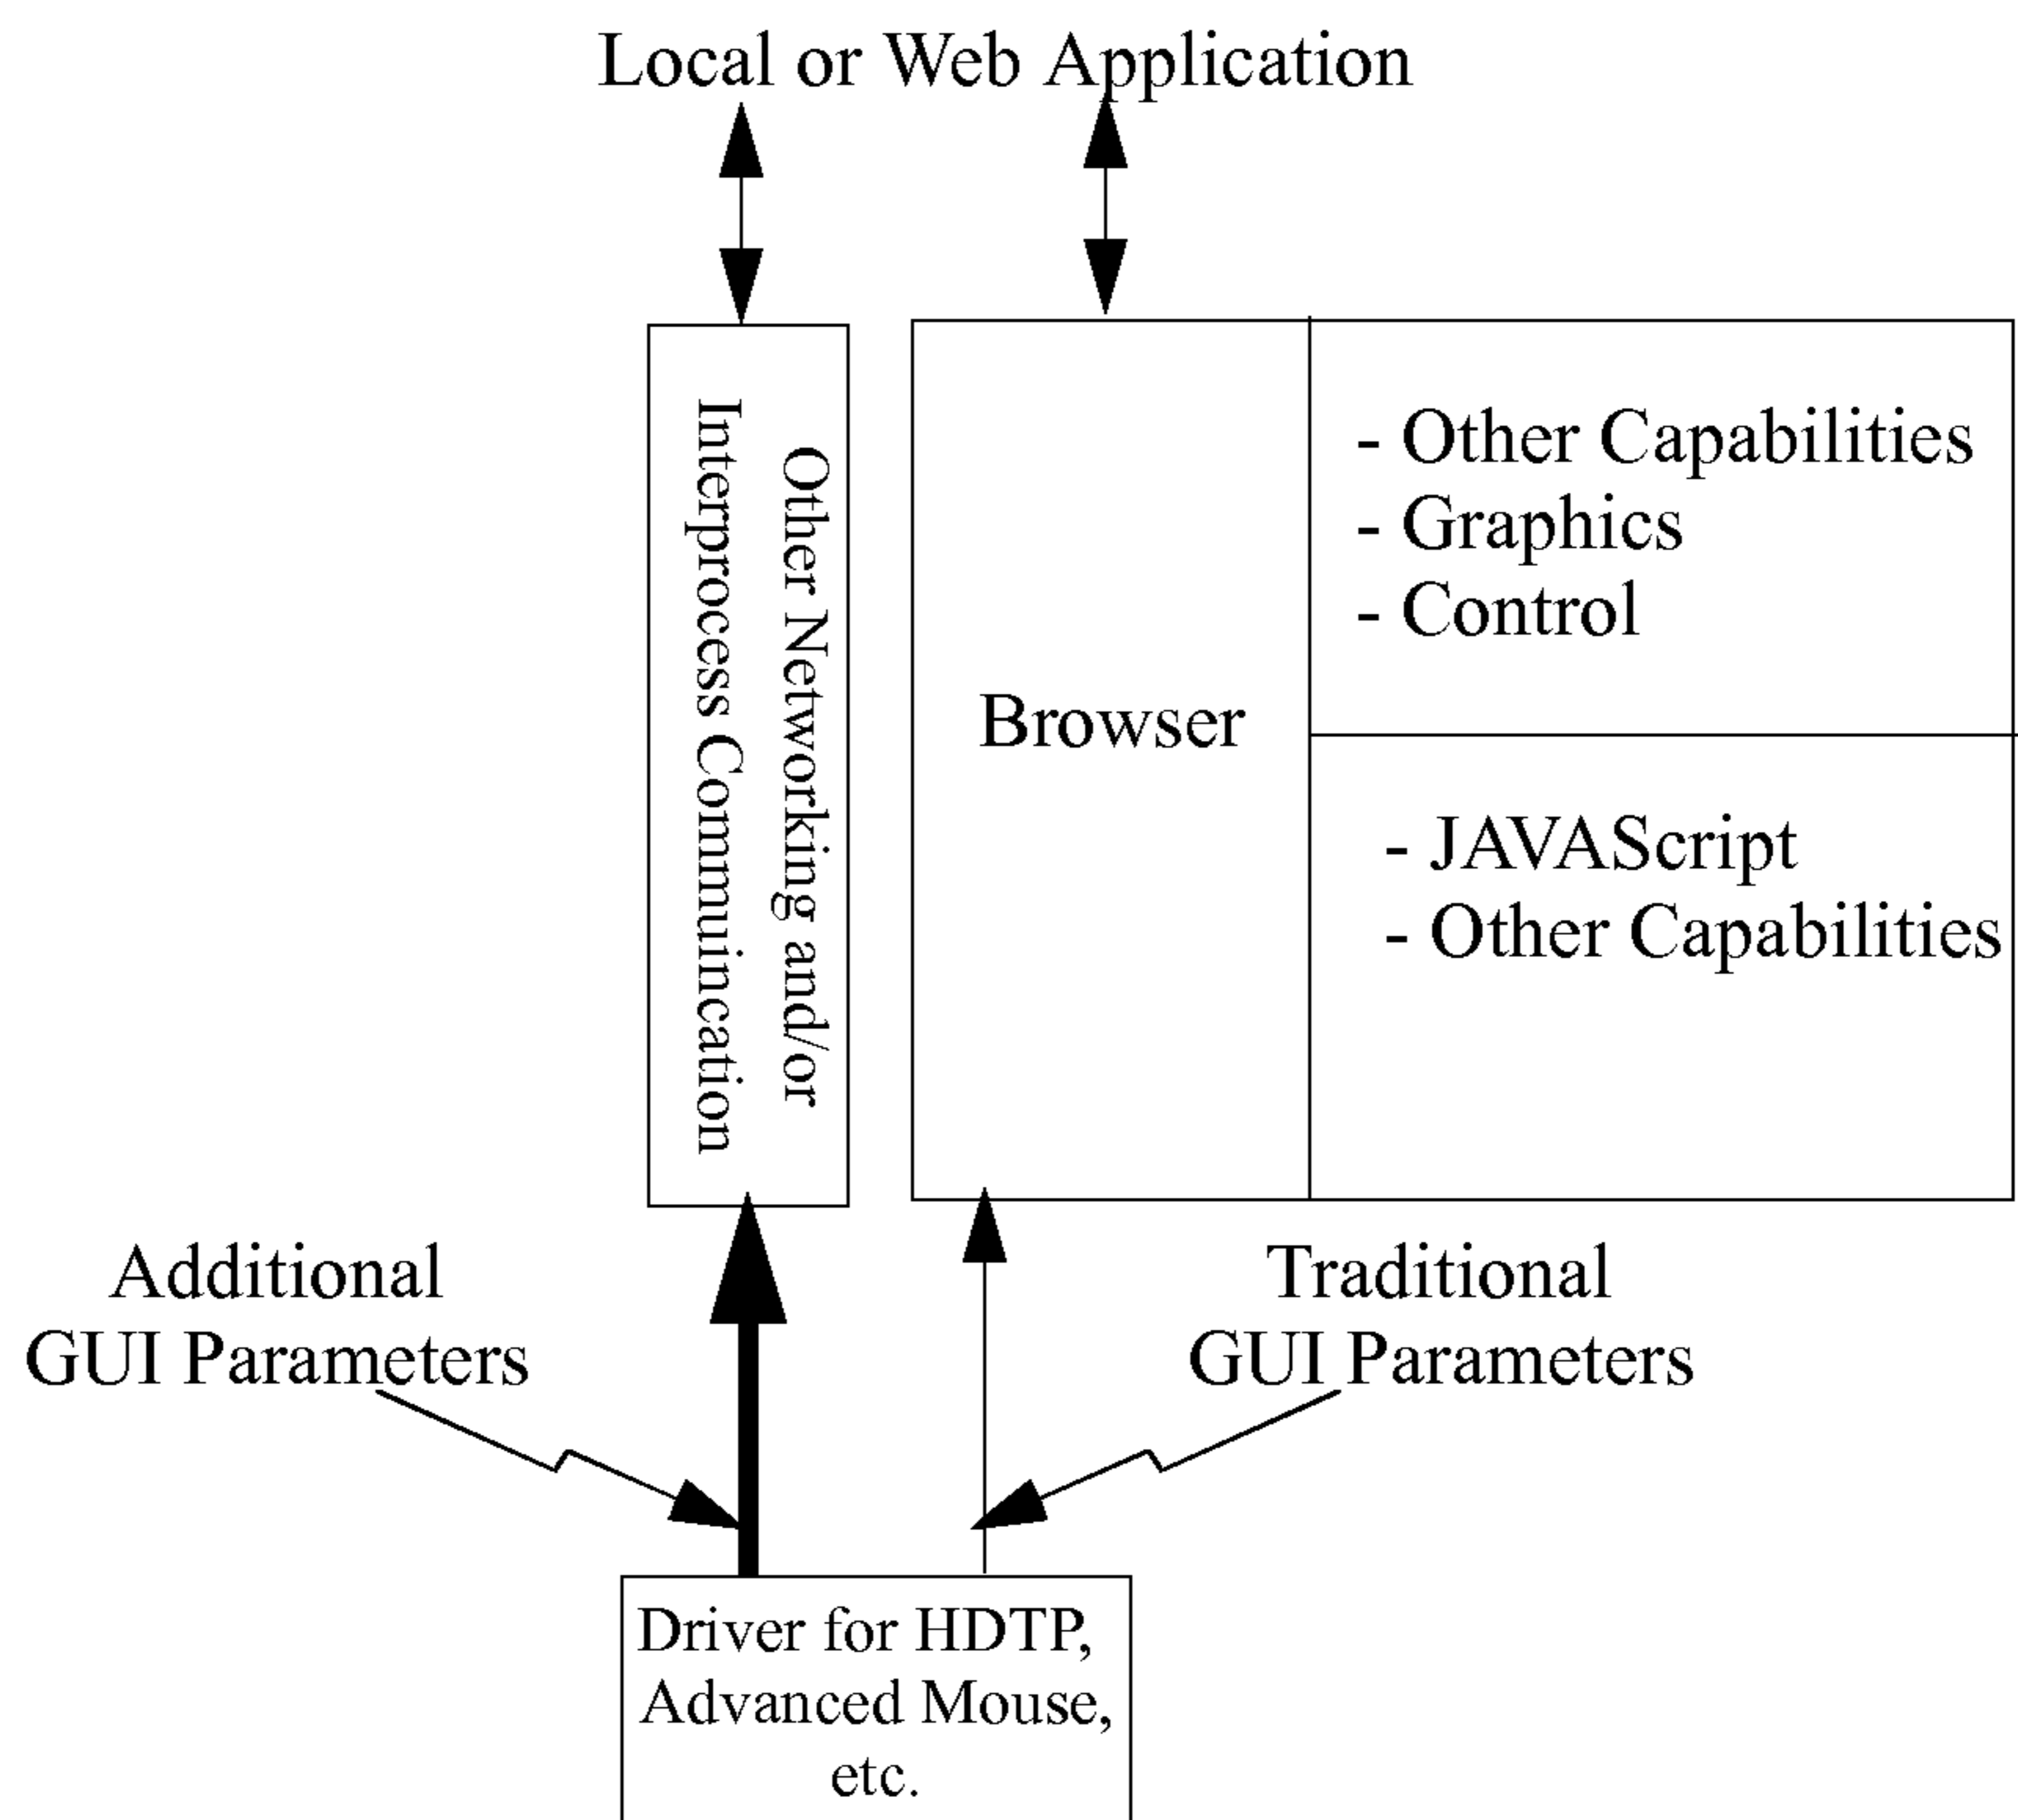 Local or Web Application
Other Networking and/or
Interprocess Commuincation
Browser
- Other Capabilities
- Graphics
- Control
- JAVAScript
- Other Capabilities
Additional
GUI Parameters
Traditional
GUI Parameters
Driver for HDTP,
Advanced Mouse,
etc.